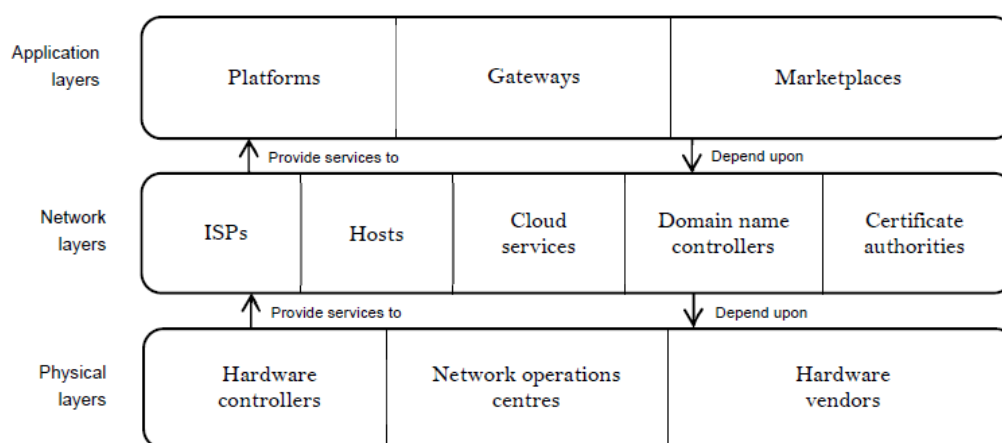 Application
layers
Platforms
Gateways
Marketplaces
Provide services to
Depend upon
Network
layers
ISPs
Hosts
Cloud
services
Domain name
controllers
Certificate
authorities
Provide services to
Depend upon
Physical
layers
Hardware
controllers
Network operations
centres
Hardware
vendors